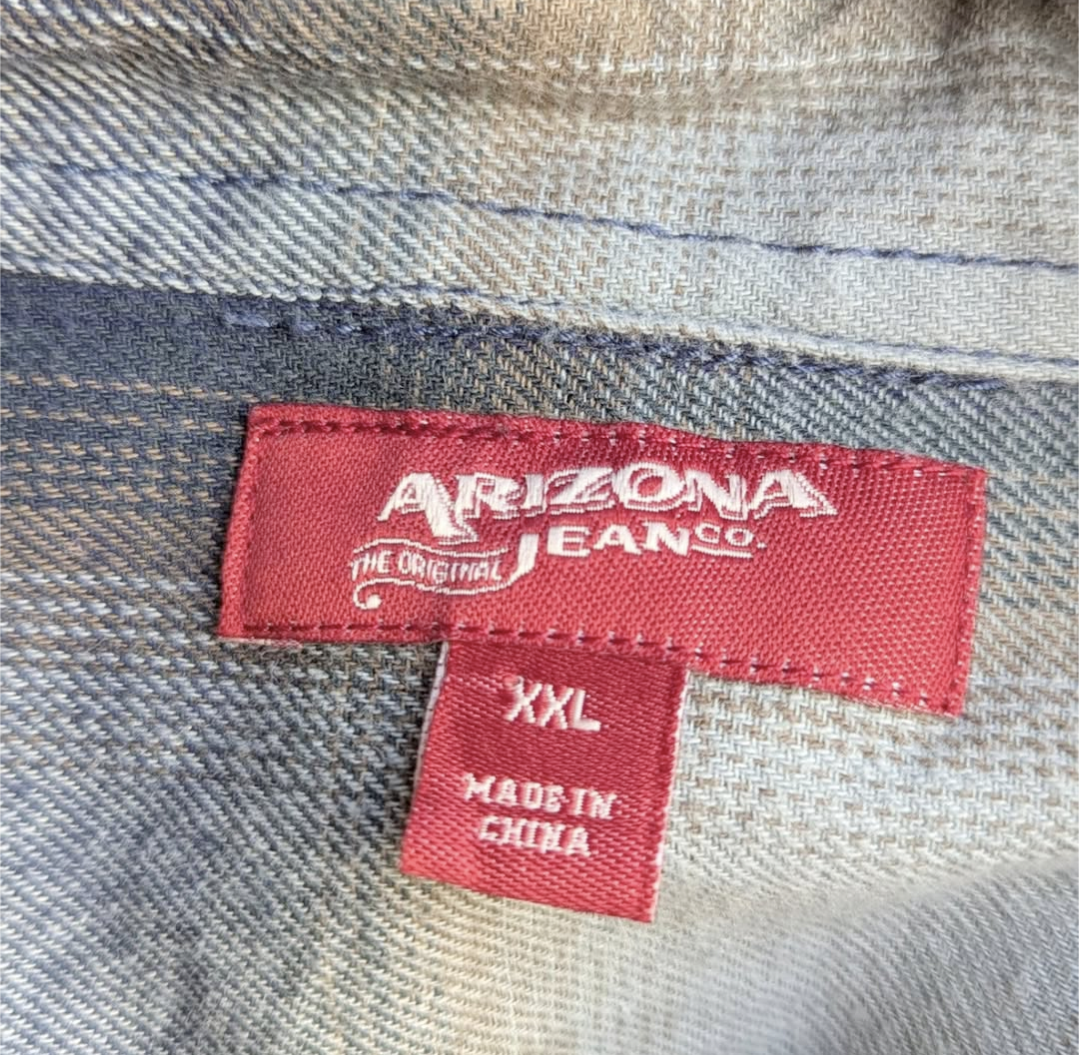 ARIZONA
JEAN CO.
THE ORIGINAL
XXL
MADE IN
CHINA